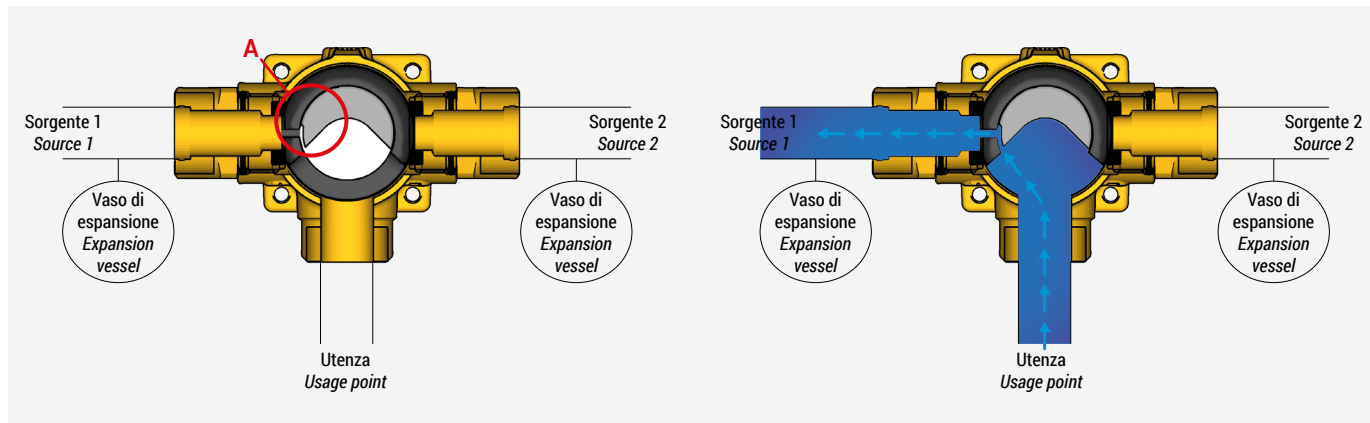 A
Sorgente 1
Source 1
Sorgente 2
Source 2
Vaso di
espansione
Expansion
vessel
Vaso di
espansione
Expansion
vessel
Utenza
Usage point
Sorgente 1
Source 1
Sorgente 2
Source 2
Vaso di
espansione
Expansion
vessel
Vaso di
espansione
Expansion
vessel
Utenza
Usage point